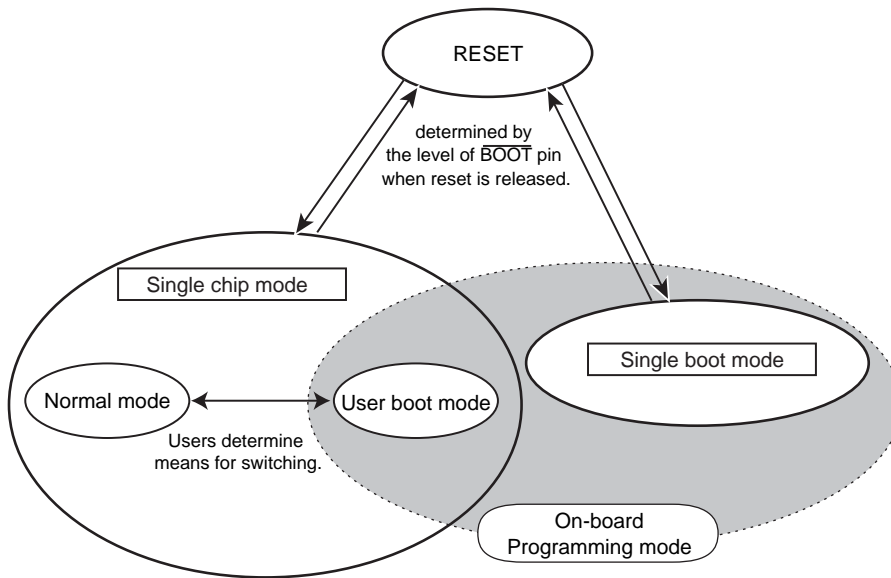 RESET
determined by
the level of BOOT pin
when reset is released.
Single chip mode
Single boot mode
Normal mode
User boot mode
Users determine
means for switching.
On-board
Programming mode